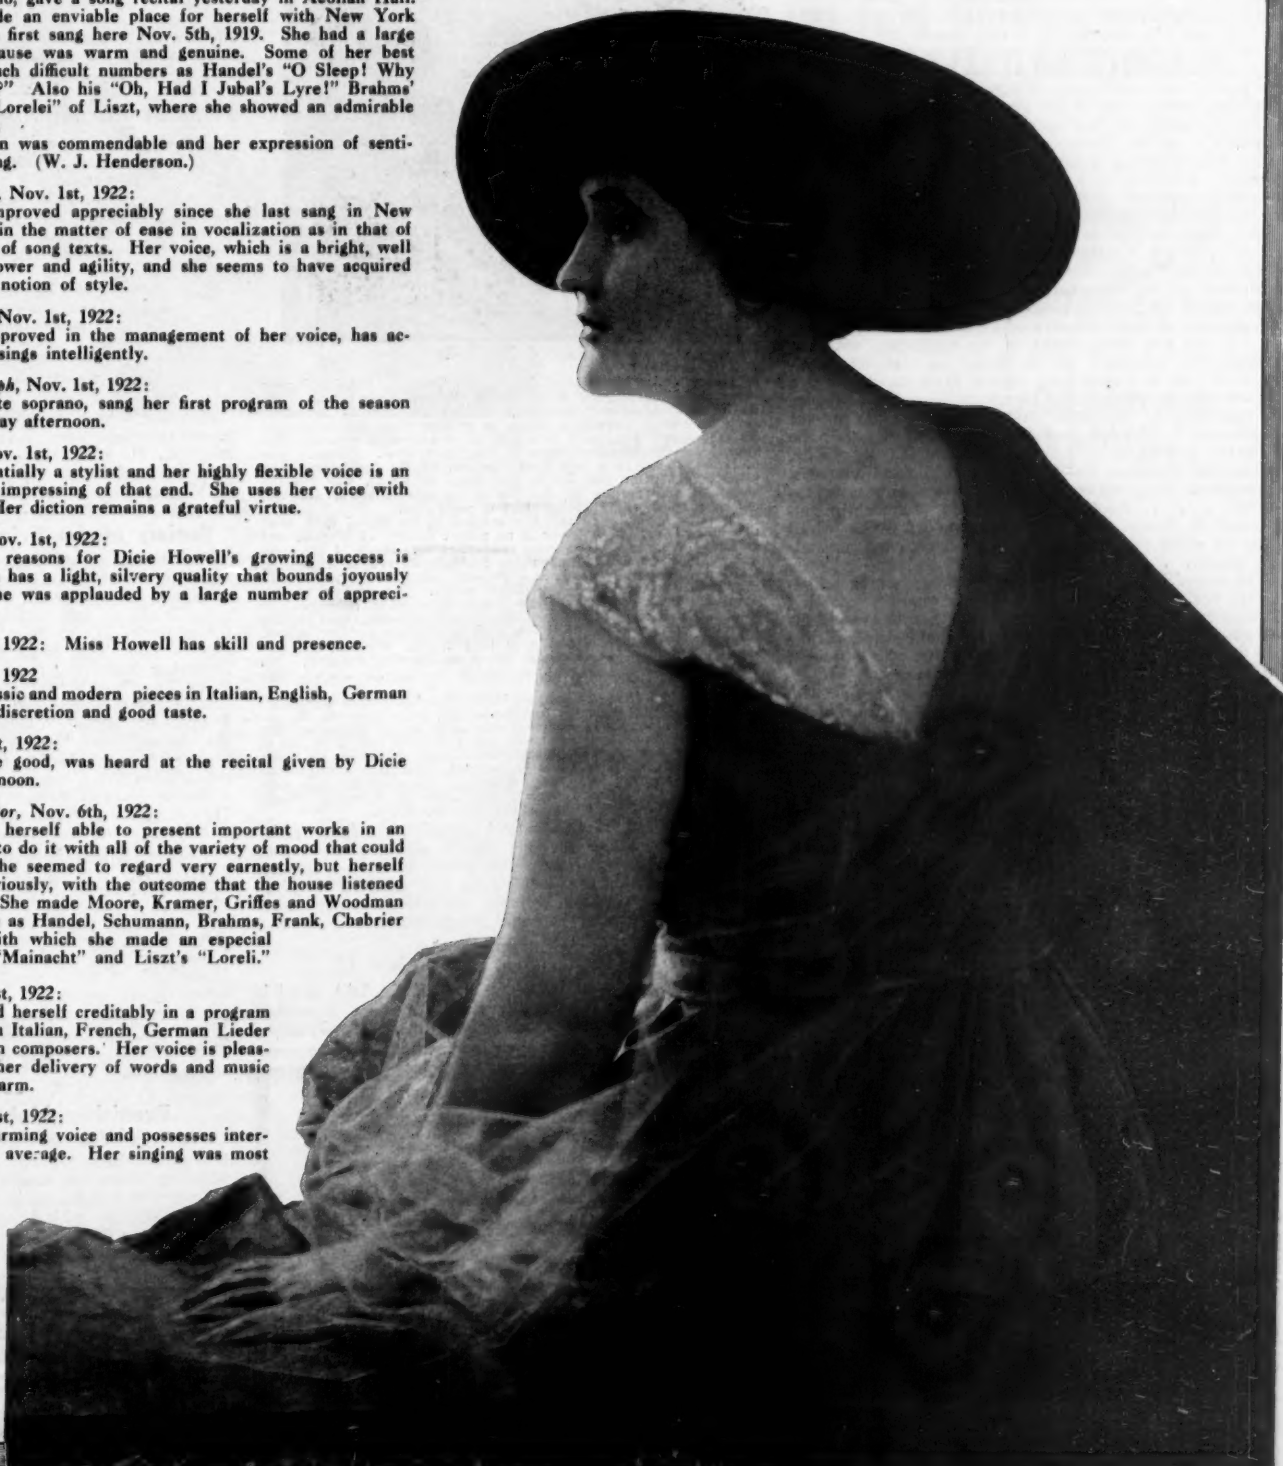 gave a song recital yesterday in Aeolian Hall.
le an enviable place for herself with New York
first sang here Nov. 5th, 1919. She had a large
ause was warm and genuine. Some of her best
ch difficult numbers as Handel's “O Sleep! Why
?” Also his “Oh, Had I Jubal's Lyre!” Brahms'
Lorelei” of Liszt, where she showed an admirable
n was commendable and her expression of senti-
ng. (W. J. Henderson.)
, Nov. 1st, 1922:
nproved appreciably since she last sang in New
in the matter of ease in vocalization as in that of
of song texts. Her voice, which is a bright, well
ower and agility, and she seems to have acquired
notion of style.
Nov. 1st, 1922:
proved in the management of her voice, has ac-
sings intelligently.
ph, Nov. 1st, 1922:
te soprano, sang her first program of the season
ay afternoon.
ov. 1st, 1922:
ntially a stylist and her highly flexible voice is an
impressing of that end. She uses her voice with
Her diction remains a grateful virtue.
ov. 1st, 1922:
reasons for Dicie Howell's growing success is
has a light, silvery quality that bounds joyously
ne was applauded by a large number of appreci-
1922: Miss Howell has skill and presence.
1922
ssic and modern pieces in Italian, English, German
discretion and good taste.
t, 1922:
e good, was heard at the recital given by Dicie
noon.
or, Nov. 6th, 1922:
herself able to present important works in an
to do it with all of the variety of mood that could
he seemed to regard very earnestly, but herself
riously, with the outcome that the house listened
She made Moore, Kramer, Griffes and Woodman
as Handel, Schumann, Brahms, Frank, Chabrier
ith which she made an especial
“Mainacht” and Liszt's “Loreli.”
st, 1922:
d herself creditably in a program
n Italian, French, German Lieder
n composers. Her voice is pleas-
her delivery of words and music
arm.
st, 1922:
rming voice and possesses inter-
average. Her singing was most